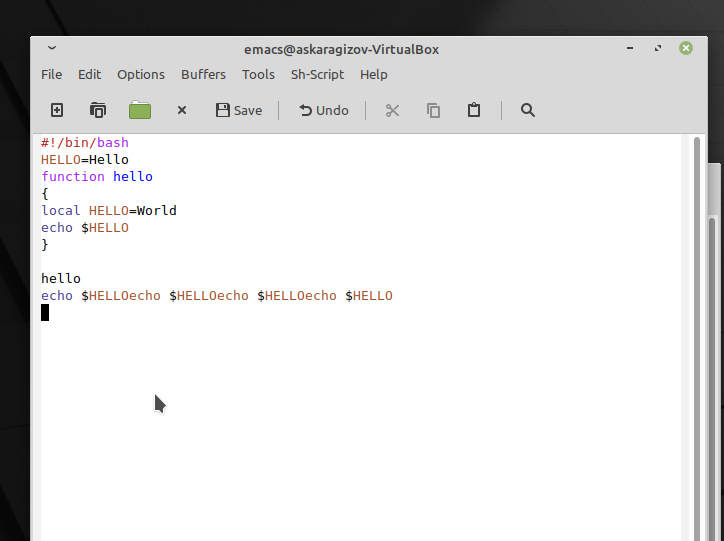 emacs@askaragizov-VirtualBox
File Edit Options Buffers Tools Sh-Script Help
Save Undo
#!/bin/bash
HELLO=Hello
function hello
{
local HELLO=World
echo $HELLO
}
hello
echo $HELLOecho $HELLOecho $HELLOecho $HELLO